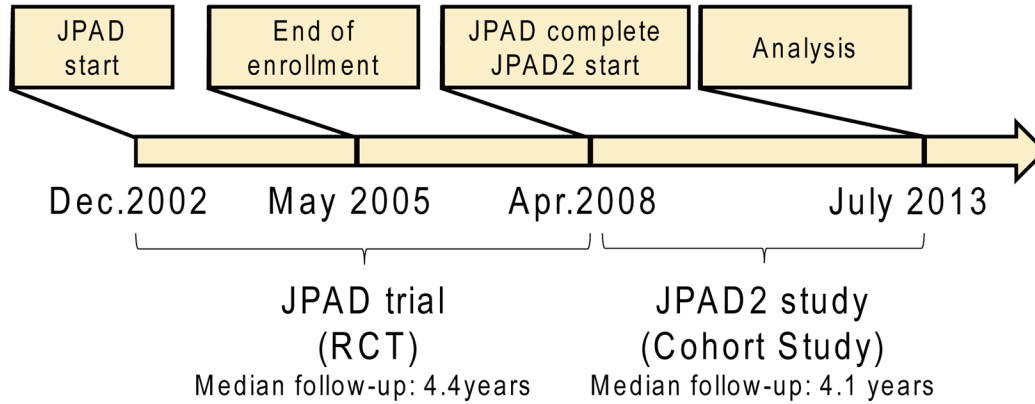 JPAD
start
End of
enrollment
JPAD complete
JPAD2 start
Analysis
Dec.2002
May 2005
Apr.2008
July 2013
JPAD trial
(RCT)
Median follow-up: 4.4years
JPAD2 study
(Cohort Study)
Median follow-up: 4.1 years